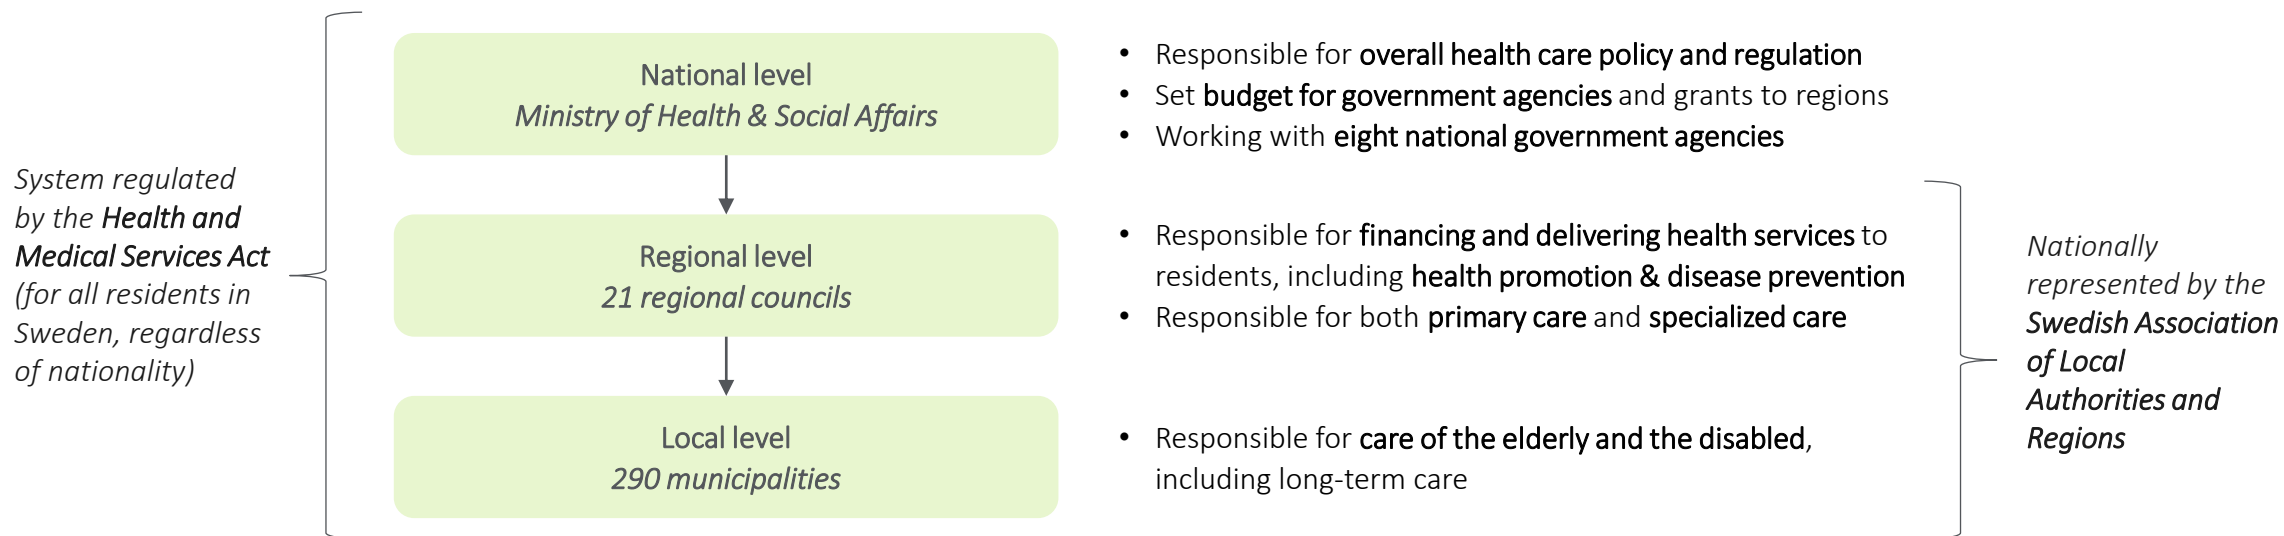 System regulated
by the Health and
Medical Services Act
(for all residents in
Sweden, regardless
of nationality)
National level
Ministry of Health & Social Affairs
• Responsible for overall health care policy and regulation
• Set budget for government agencies and grants to regions
• Working with eight national government agencies
Regional level
21 regional councils
• Responsible for financing and delivering health services to
residents, including health promotion & disease prevention
• Responsible for both primary care and specialized care
Local level
290 municipalities
• Responsible for care of the elderly and the disabled,
including long-term care
Nationally
represented by the
Swedish Association
of Local
Authorities and
Regions